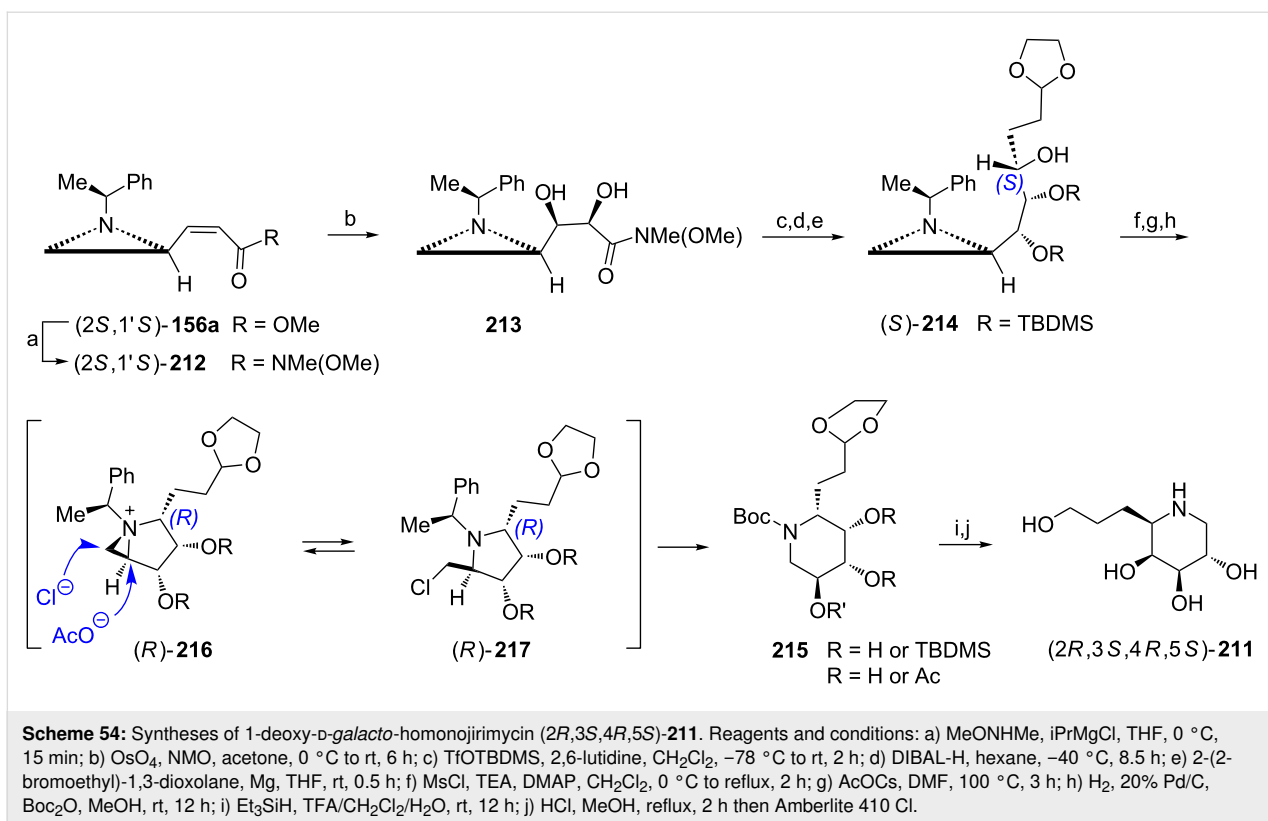 Me Ph
N
R
O
H
b
Me Ph
OH
OH
N
NMe(OMe)
O
H
c,d,e
O O
H OH
(S)
Me Ph
OR
N
OR
H
f,g,h
(2S,1'S)-156a R = OMe
a
(2S,1'S)-212 R = NMe(OMe)
213
(S)-214 R = TBDMS
O
O
Ph
Me
+
N
(R)
OR
H
OR
Cl⊖
AcO⊖
(R)-216
O
O
Ph
Me
N
(R)
OR
Cl
H
OR
(R)-217
O O
Boc
N
OR
OR
OR'
215 R = H or TBDMS
R = H or Ac
i,j
H
N
HO
HO
OH
OH
(2R,3S,4R,5S)-211
Scheme 54: Syntheses of 1-deoxy-ᴅ-galacto-homonojirimycin (2R,3S,4R,5S)-211. Reagents and conditions: a) MeONHMe, iPrMgCl, THF, 0 °C,
15 min; b) OsO₄, NMO, acetone, 0 °C to rt, 6 h; c) TfOTBDMS, 2,6-lutidine, CH₂Cl₂, −78 °C to rt, 2 h; d) DIBAL-H, hexane, −40 °C, 8.5 h; e) 2-(2-
bromoethyl)-1,3-dioxolane, Mg, THF, rt, 0.5 h; f) MsCl, TEA, DMAP, CH₂Cl₂, 0 °C to reflux, 2 h; g) AcOCs, DMF, 100 °C, 3 h; h) H₂, 20% Pd/C,
Boc₂O, MeOH, rt, 12 h; i) Et₃SiH, TFA/CH₂Cl₂/H₂O, rt, 12 h; j) HCl, MeOH, reflux, 2 h then Amberlite 410 Cl.